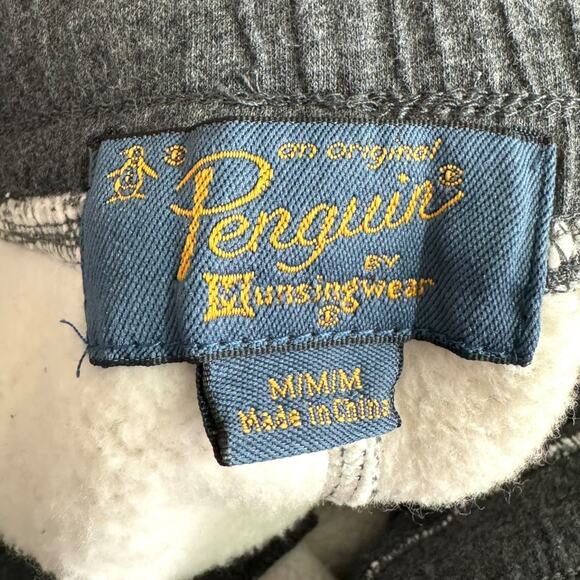 an original
"Penguin"®
BY
Munsingwear
®
M/M/M
Made in China